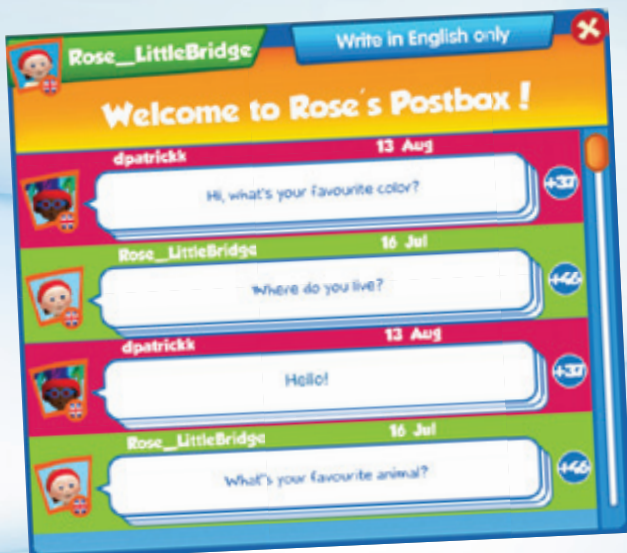 Rose_LittleBridge
Write in English only
Welcome to Rose's Postbox!
dpatrickk 13 Aug
Hi, what's your favourite color?
+37
Rose_LittleBridge 16 Jul
Where do you live?
+46
dpatrickk 13 Aug
Hello!
+37
Rose_LittleBridge 16 Jul
What's your favourite animal?
+46